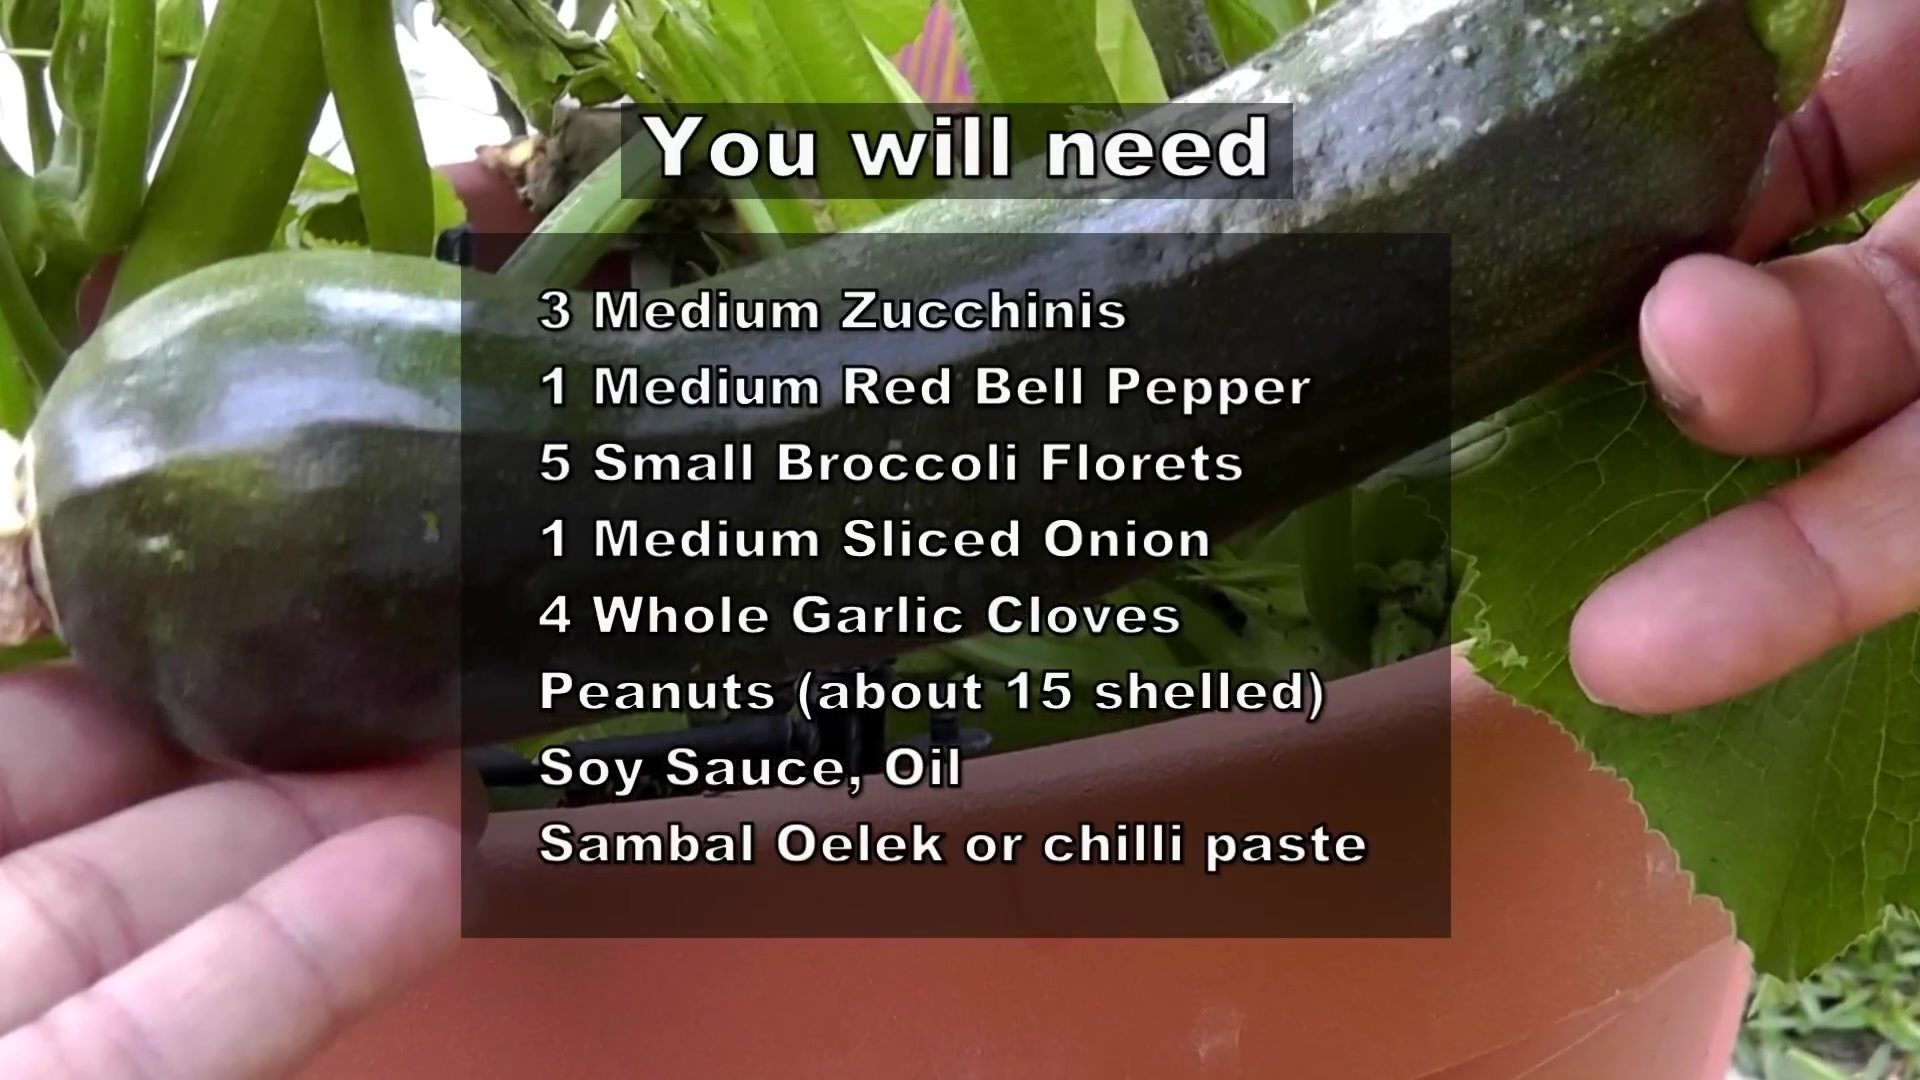 You will need
3 Medium Zucchinis
1 Medium Red Bell Pepper
5 Small Broccoli Florets
1 Medium Sliced Onion
4 Whole Garlic Cloves
Peanuts (about 15 shelled)
Soy Sauce, Oil
Sambal Oelek or chilli paste